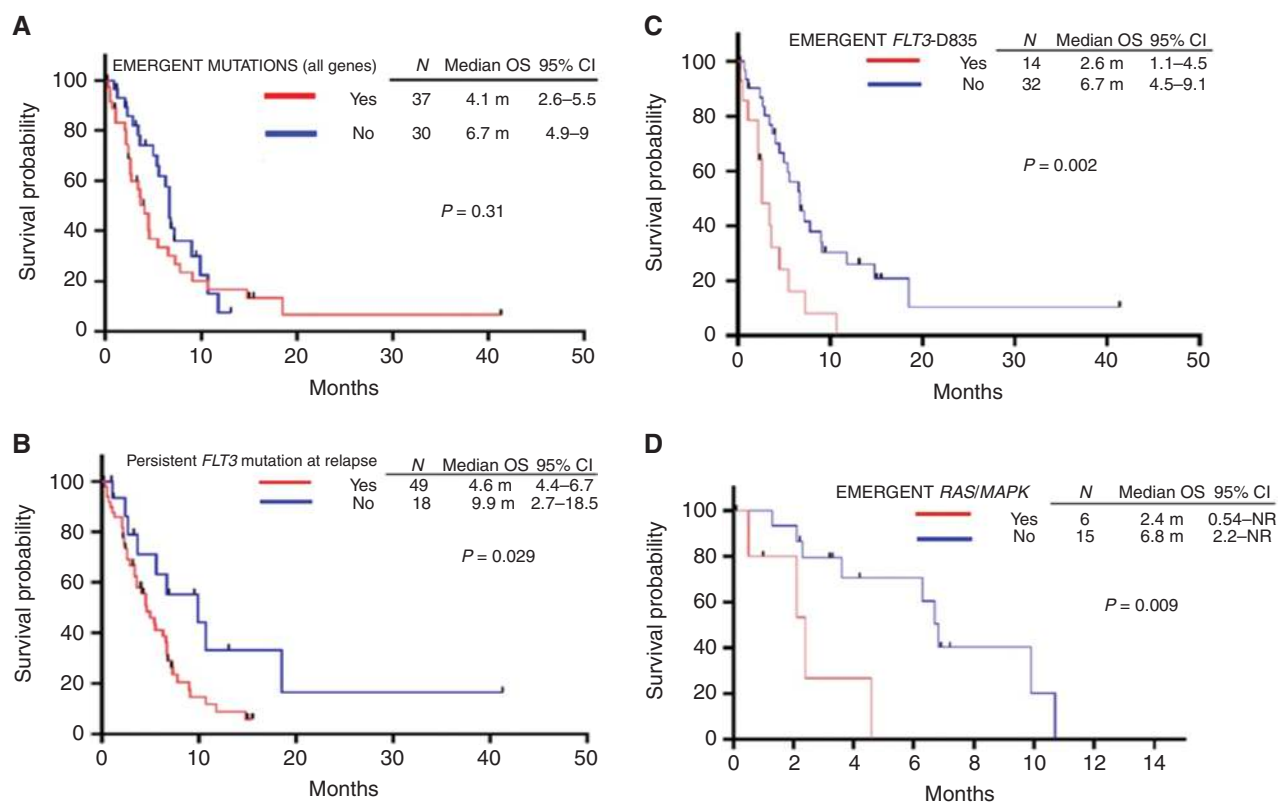 A
EMERGENT MUTATIONS (all genes) N Median OS 95% CI
Yes 37 4.1 m 2.6–5.5
No 30 6.7 m 4.9–9
P = 0.31
Survival probability
100
80
60
40
20
0
0 10 20 30 40 50
Months
B
Persistent FLT3 mutation at relapse N Median OS 95% CI
Yes 49 4.6 m 4.4–6.7
No 18 9.9 m 2.7–18.5
P = 0.029
Survival probability
100
80
60
40
20
0
0 10 20 30 40 50
Months
C
EMERGENT FLT3-D835 N Median OS 95% CI
Yes 14 2.6 m 1.1–4.5
No 32 6.7 m 4.5–9.1
P = 0.002
Survival probability
100
80
60
40
20
0
0 10 20 30 40 50
Months
D
EMERGENT RAS/MAPK N Median OS 95% CI
Yes 6 2.4 m 0.54–NR
No 15 6.8 m 2.2–NR
P = 0.009
Survival probability
100
80
60
40
20
0
0 2 4 6 8 10 12 14
Months